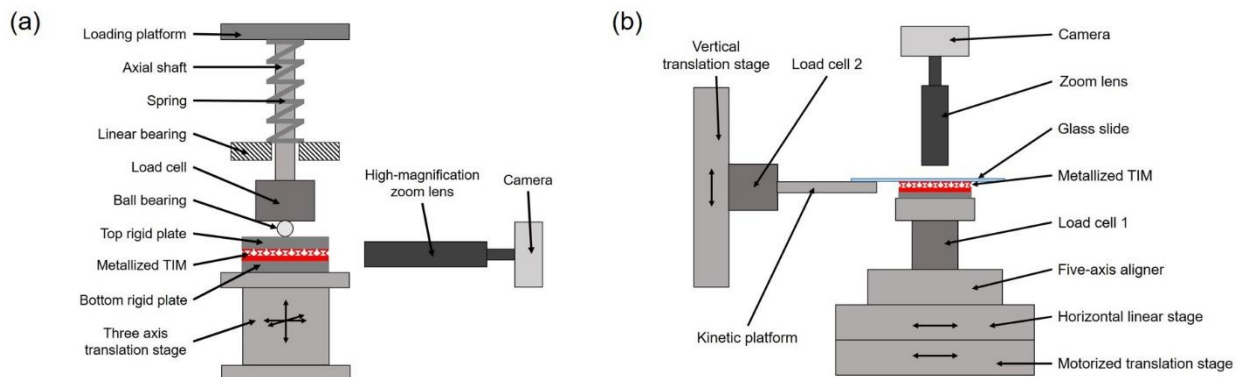 (a)
Loading platform
Axial shaft
Spring
Linear bearing
Load cell
Ball bearing
Top rigid plate
Metallized TIM
Bottom rigid plate
Three axis
translation stage
High-magnification
zoom lens
Camera
(b)
Vertical
translation stage
Load cell 2
Kinetic platform
Camera
Zoom lens
Glass slide
Metallized TIM
Load cell 1
Five-axis aligner
Horizontal linear stage
Motorized translation stage